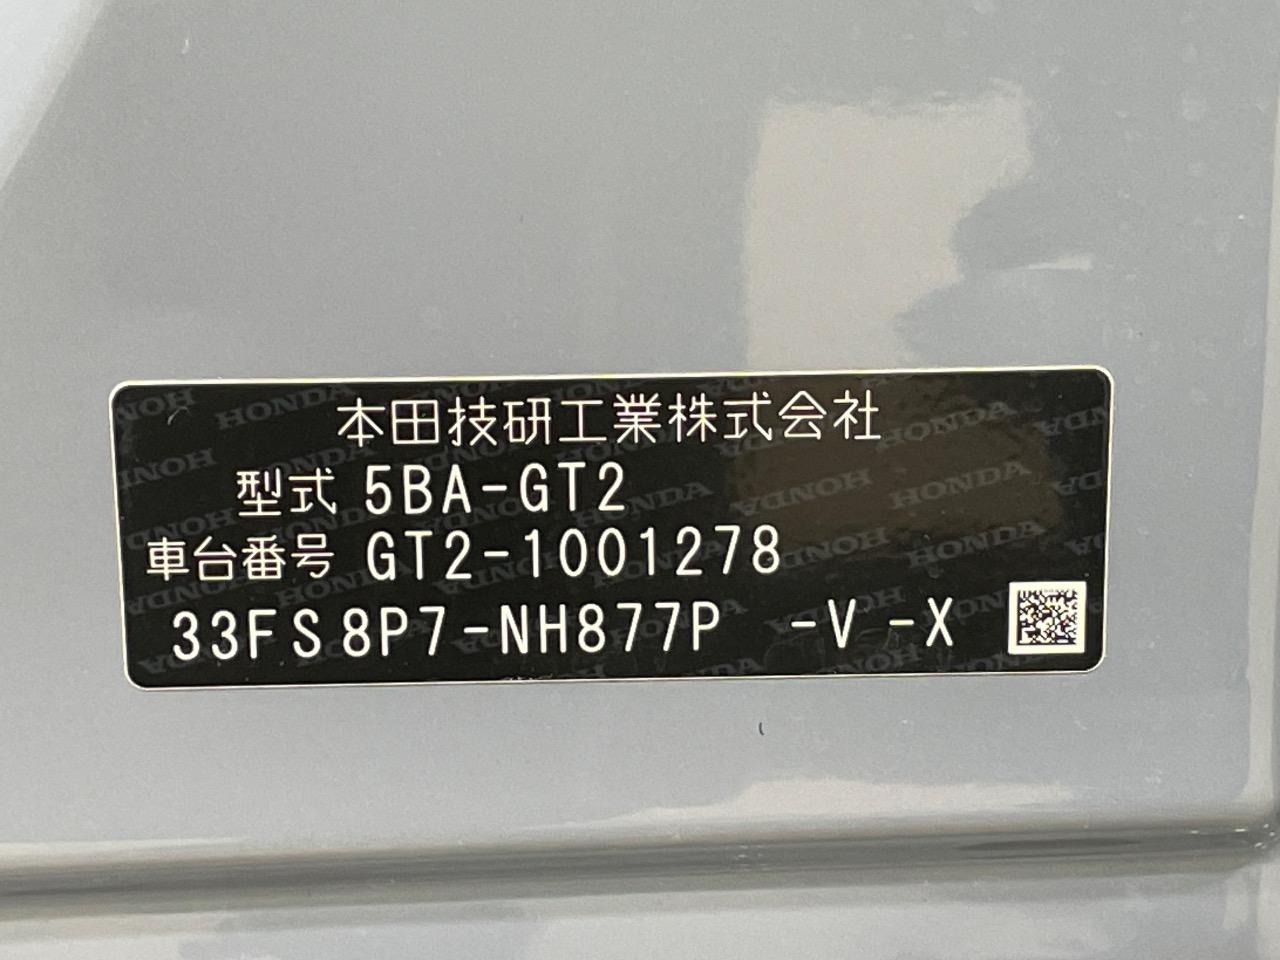 本田技研工業株式会社
型式 5BA-GT2
車台番号 GT2-1001278
33FS8P7-NH877P -V -X